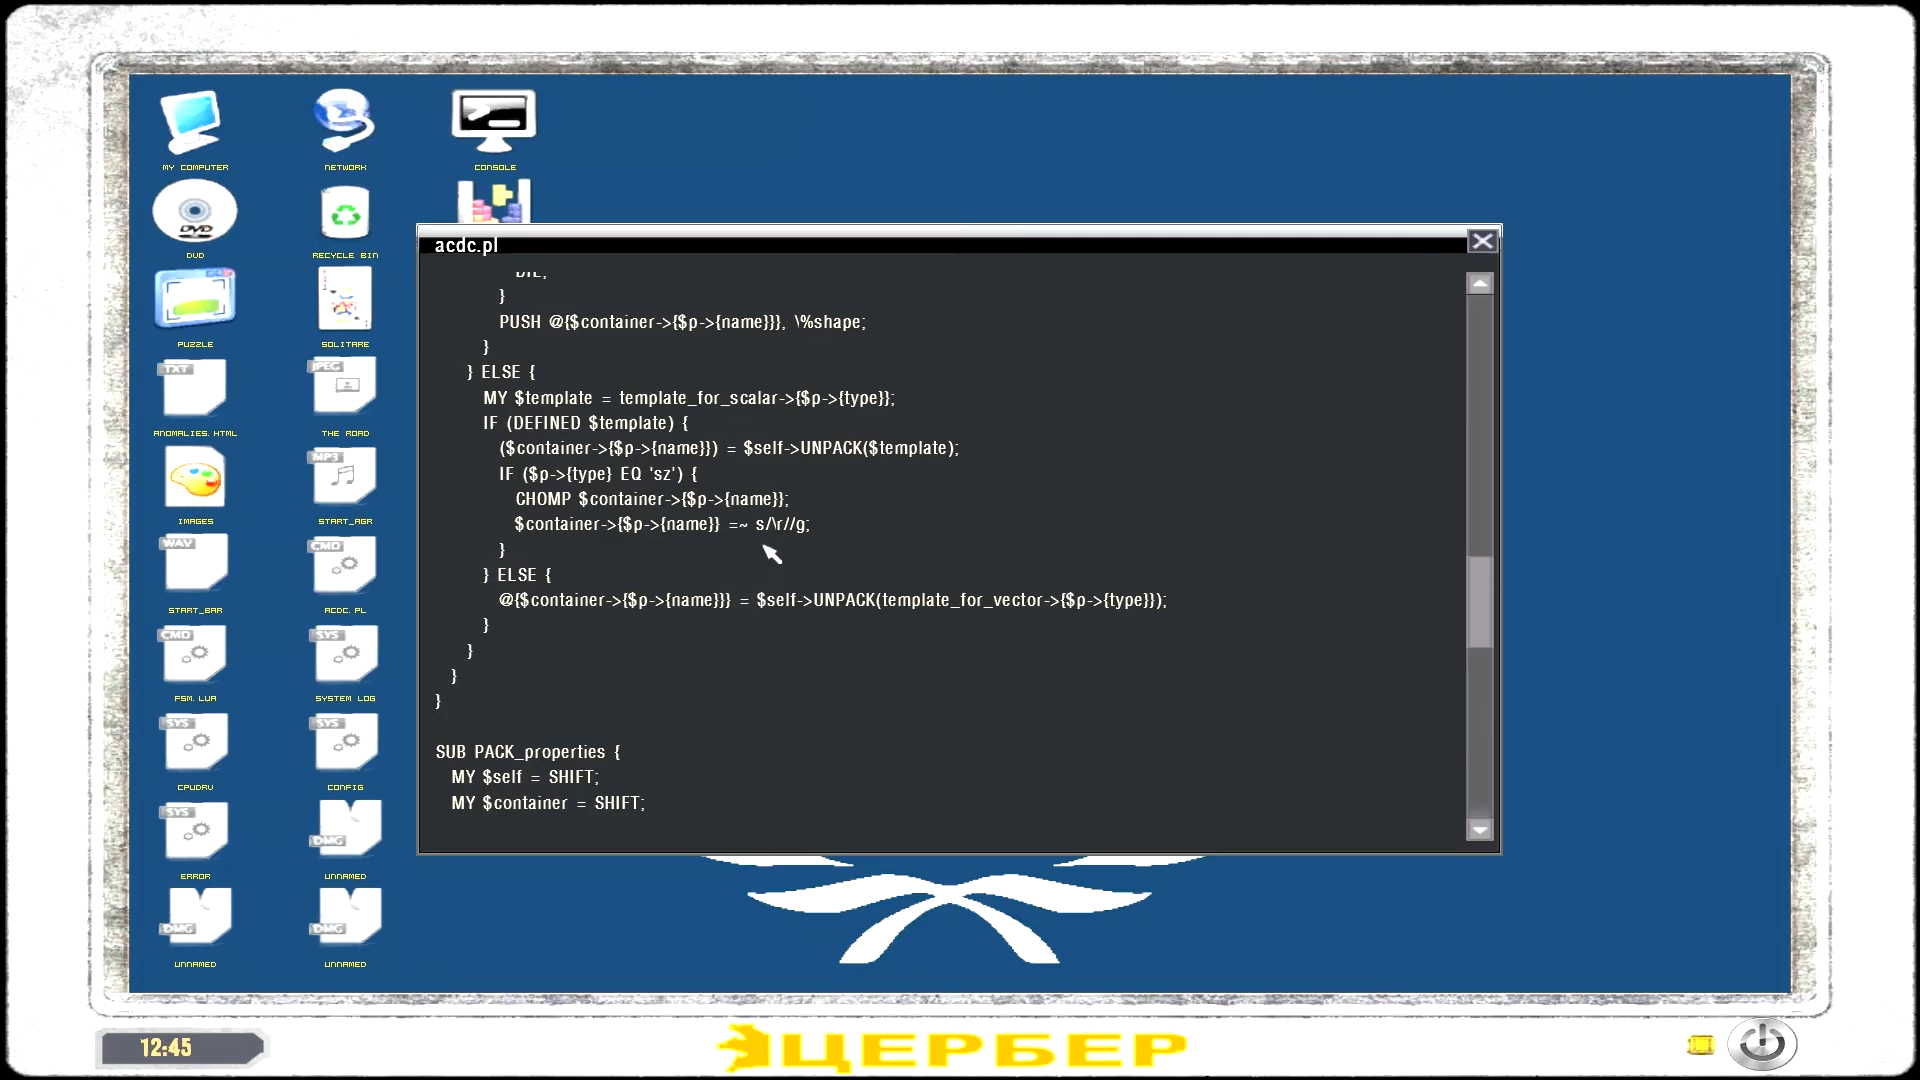 MY COMPUTER
NETWORK
CONSOLE
DVD
DVD
RECYCLE BIN
PUZZLE
SOLITARE
TXT
ANOMALIES.HTML
JPEG
THE ROAD
IMAGES
MP3
START_AGR
WAV
START_BAR
CMD
ACDC.PL
CMD
FSM.LUA
SYS
SYSTEM LOG
SYS
CPUDRV
SYS
CONFIG
SYS
ERROR
DMG
UNNAMED
DMG
UNNAMED
DMG
UNNAMED
acdc.pl
DIE;
}
PUSH @{$container->{$p->{name}}}, \%shape;
}
} ELSE {
MY $template = template_for_scalar->{$p->{type}};
IF (DEFINED $template) {
($container->{$p->{name}}) = $self->UNPACK($template);
IF ($p->{type} EQ 'sz') {
CHOMP $container->{$p->{name}};
$container->{$p->{name}} =~ s/\r//g;
}
} ELSE {
@{$container->{$p->{name}}} = $self->UNPACK(template_for_vector->{$p->{type}});
}
}
}
}
SUB PACK_properties {
MY $self = SHIFT;
MY $container = SHIFT;
12:45
ЦЕРБЕР